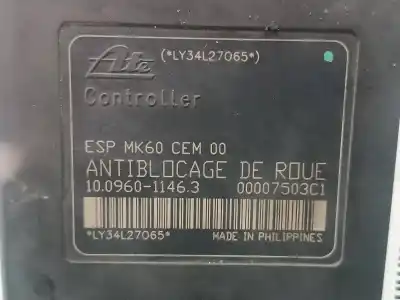 Ate (*LY34L27065*)
Controller
ESP MK60 CEM 00
ANTIBLOCAGE DE ROUE
10.0960-1146.3 00007503C1
*LY34L27065* MADE IN PHILIPPINES